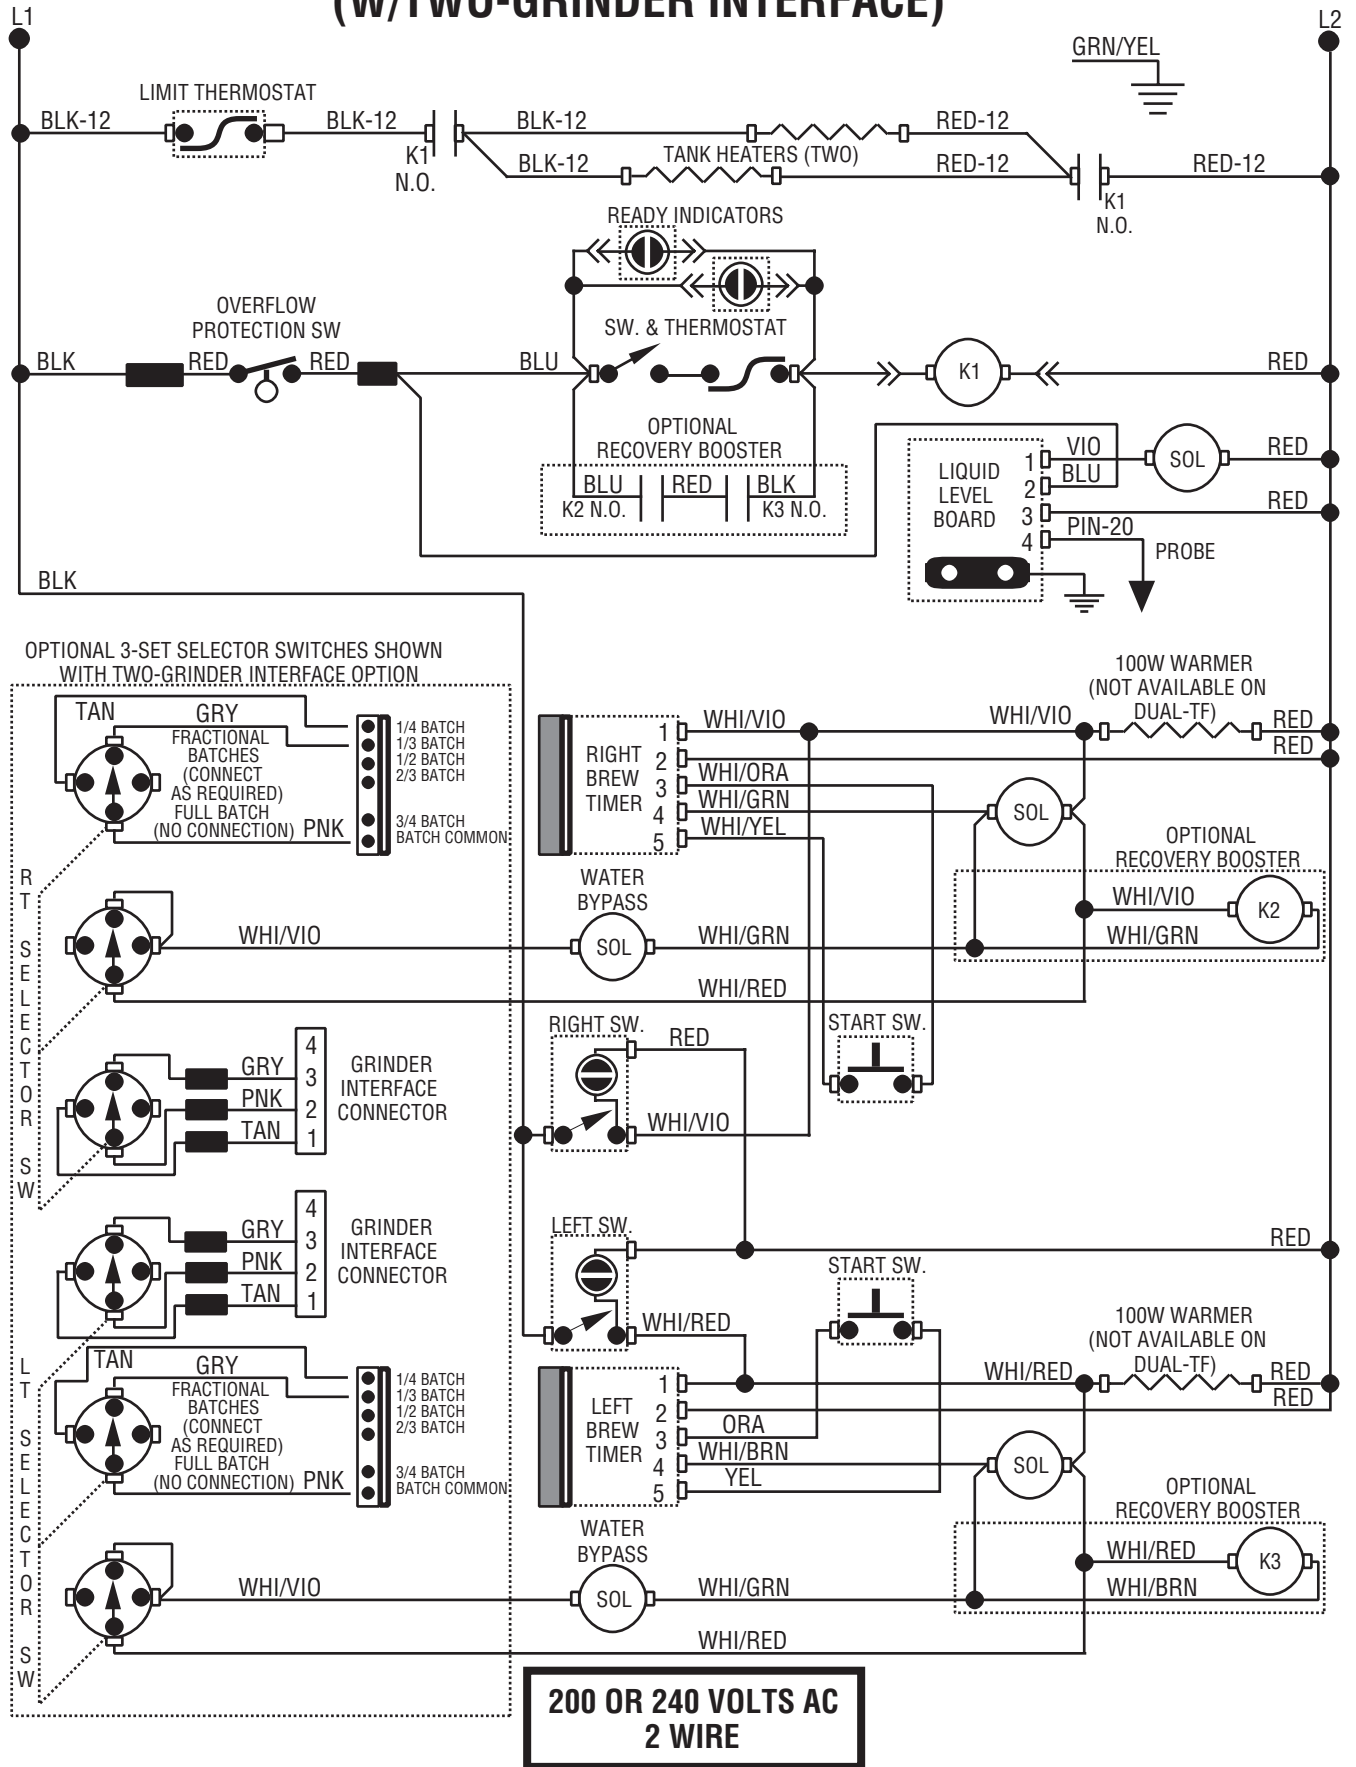 (W/TWO-GRINDER INTERFACE)
L1
L2
GRN/YEL
LIMIT THERMOSTAT
BLK-12
BLK-12
BLK-12
RED-12
K1
N.O.
TANK HEATERS (TWO)
BLK-12
RED-12
RED-12
K1
N.O.
READY INDICATORS
OVERFLOW
PROTECTION SW
SW. & THERMOSTAT
BLK
RED
RED
BLU
K1
RED
OPTIONAL
RECOVERY BOOSTER
BLU
RED
BLK
K2 N.O.
K3 N.O.
LIQUID
LEVEL
BOARD
1
2
3
4
VIO
BLU
SOL
RED
RED
PIN-20
PROBE
BLK
OPTIONAL 3-SET SELECTOR SWITCHES SHOWN
WITH TWO-GRINDER INTERFACE OPTION
TAN
GRY
FRACTIONAL
BATCHES
(CONNECT
AS REQUIRED)
FULL BATCH
(NO CONNECTION)
PNK
1/4 BATCH
1/3 BATCH
1/2 BATCH
2/3 BATCH
3/4 BATCH
BATCH COMMON
RIGHT
BREW
TIMER
1
2
3
4
5
WHI/VIO
WHI/ORA
WHI/GRN
WHI/YEL
WHI/VIO
100W WARMER
(NOT AVAILABLE ON
DUAL-TF)
RED
RED
SOL
OPTIONAL
RECOVERY BOOSTER
WHI/VIO
K2
WHI/GRN
RT SELECTOR SW
WHI/VIO
WATER
BYPASS
SOL
WHI/GRN
WHI/RED
GRY
PNK
TAN
4
3
2
1
GRINDER
INTERFACE
CONNECTOR
RIGHT SW.
RED
WHI/VIO
START SW.
GRY
PNK
TAN
4
3
2
1
GRINDER
INTERFACE
CONNECTOR
LEFT SW.
RED
WHI/RED
START SW.
LT SELECTOR SW
TAN
GRY
FRACTIONAL
BATCHES
(CONNECT
AS REQUIRED)
FULL BATCH
(NO CONNECTION)
PNK
1/4 BATCH
1/3 BATCH
1/2 BATCH
2/3 BATCH
3/4 BATCH
BATCH COMMON
LEFT
BREW
TIMER
1
2
3
4
5
ORA
WHI/BRN
YEL
WHI/RED
100W WARMER
(NOT AVAILABLE ON
DUAL-TF)
RED
RED
SOL
OPTIONAL
RECOVERY BOOSTER
WHI/RED
K3
WHI/BRN
WHI/VIO
WATER
BYPASS
SOL
WHI/GRN
WHI/RED
200 OR 240 VOLTS AC
2 WIRE